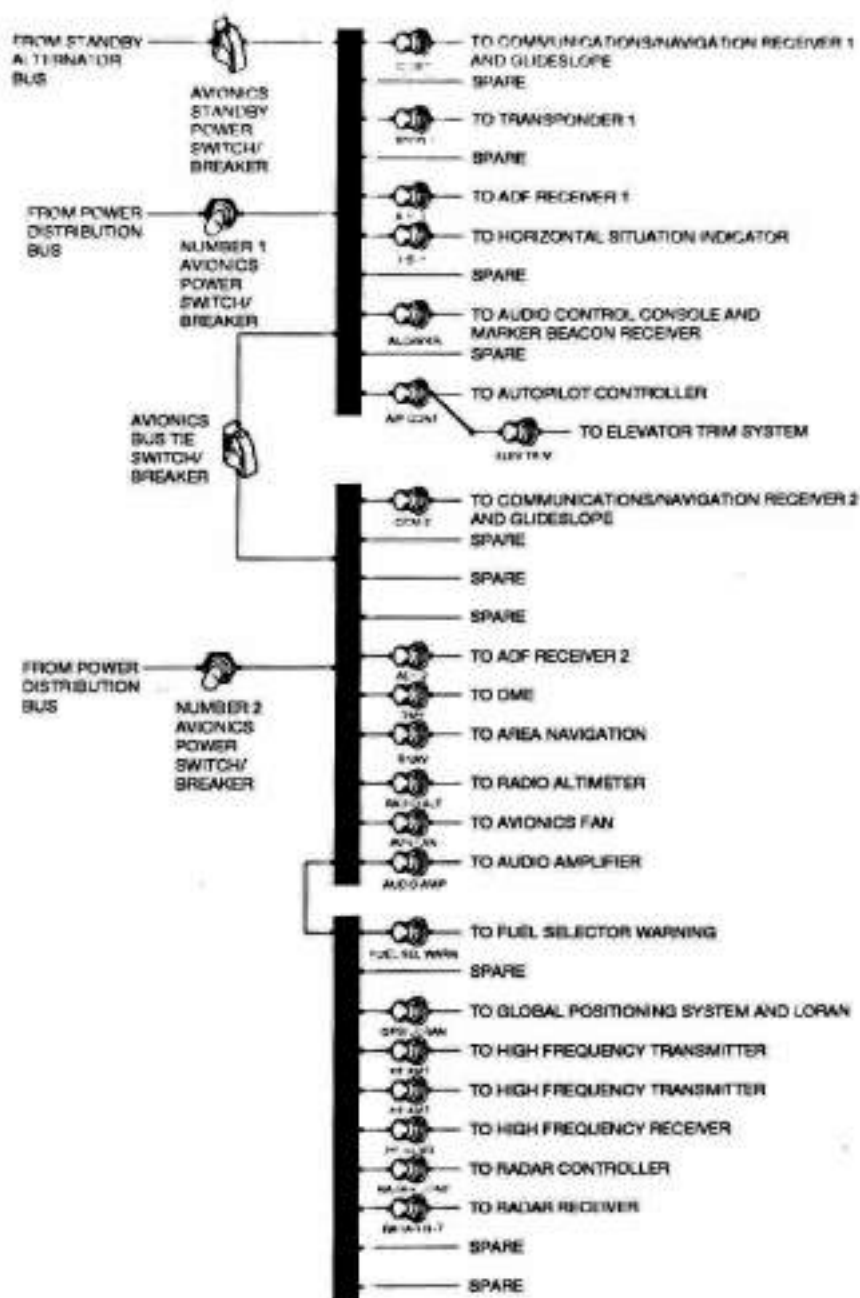 FROM STANDBY
ALTERNATOR
BUS
AVIONICS
STANDBY
POWER
SWITCH/
BREAKER
TO COMMUNICATIONS/NAVIGATION RECEIVER 1
AND GLIDESLOPE
SPARE
TO TRANSPONDER 1
SPARE
FROM POWER
DISTRIBUTION
BUS
NUMBER 1
AVIONICS
POWER
SWITCH/
BREAKER
TO ADF RECEIVER 1
TO HORIZONTAL SITUATION INDICATOR
SPARE
TO AUDIO CONTROL CONSOLE AND
MARKER BEACON RECEIVER
SPARE
AVIONICS
BUS TIE
SWITCH/
BREAKER
TO AUTOPILOT CONTROLLER
A/P CONT
TO ELEVATOR TRIM SYSTEM
ELEV TRIM
TO COMMUNICATIONS/NAVIGATION RECEIVER 2
AND GLIDESLOPE
SPARE
SPARE
SPARE
FROM POWER
DISTRIBUTION
BUS
NUMBER 2
AVIONICS
POWER
SWITCH/
BREAKER
TO ADF RECEIVER 2
TO DME
TO AREA NAVIGATION
TO RADIO ALTIMETER
TO AVIONICS FAN
TO AUDIO AMPLIFIER
AUDIO AMP
TO FUEL SELECTOR WARNING
FUEL SEL WARN
SPARE
TO GLOBAL POSITIONING SYSTEM AND LORAN
TO HIGH FREQUENCY TRANSMITTER
TO HIGH FREQUENCY TRANSMITTER
TO HIGH FREQUENCY RECEIVER
TO RADAR CONTROLLER
TO RADAR RECEIVER
SPARE
SPARE